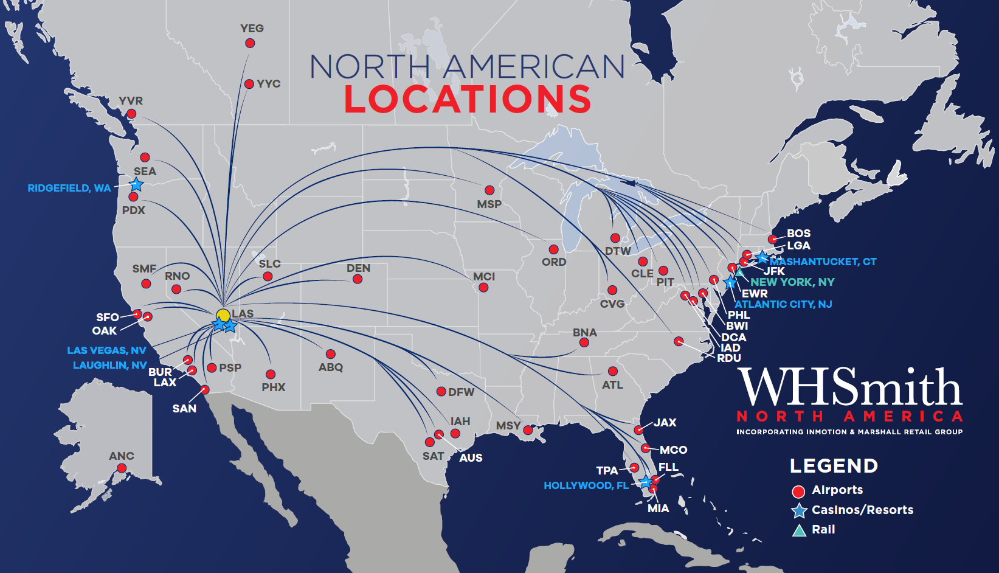 YEG
NORTH AMERICAN
YYC
LOCATIONS
YVR
SEA
RIDGEFIELD, WA
PDX
MSP
BOS
LGA
DTW
MASHANTUCKET, CT
ORD
SLC
SMF
DEN
JFK
CLE
RNO
MCI
PIT
NEW YORK, NY
EWR
CVG
ATLANTIC CITY, NJ
LAS
PHL
SFO
BWI
OAK
BNA
DCA
IAD
LAS VEGAS, NV
RDU
LAUGHLIN, NV
PSP
ABQ
BUR
LAX
PHX
ATL
WHSmith
DFW
SAN
NORTH AMERICA
IAH
JAX
MSY
INCORPORATING INMOTION & MARSHALL RETAIL GROUP
MCO
ANC
SAT
AUS
LEGEND
TPA
FLL
HOLLYWOOD, FL
Airports
MIA
Casinos/Resorts
Rail